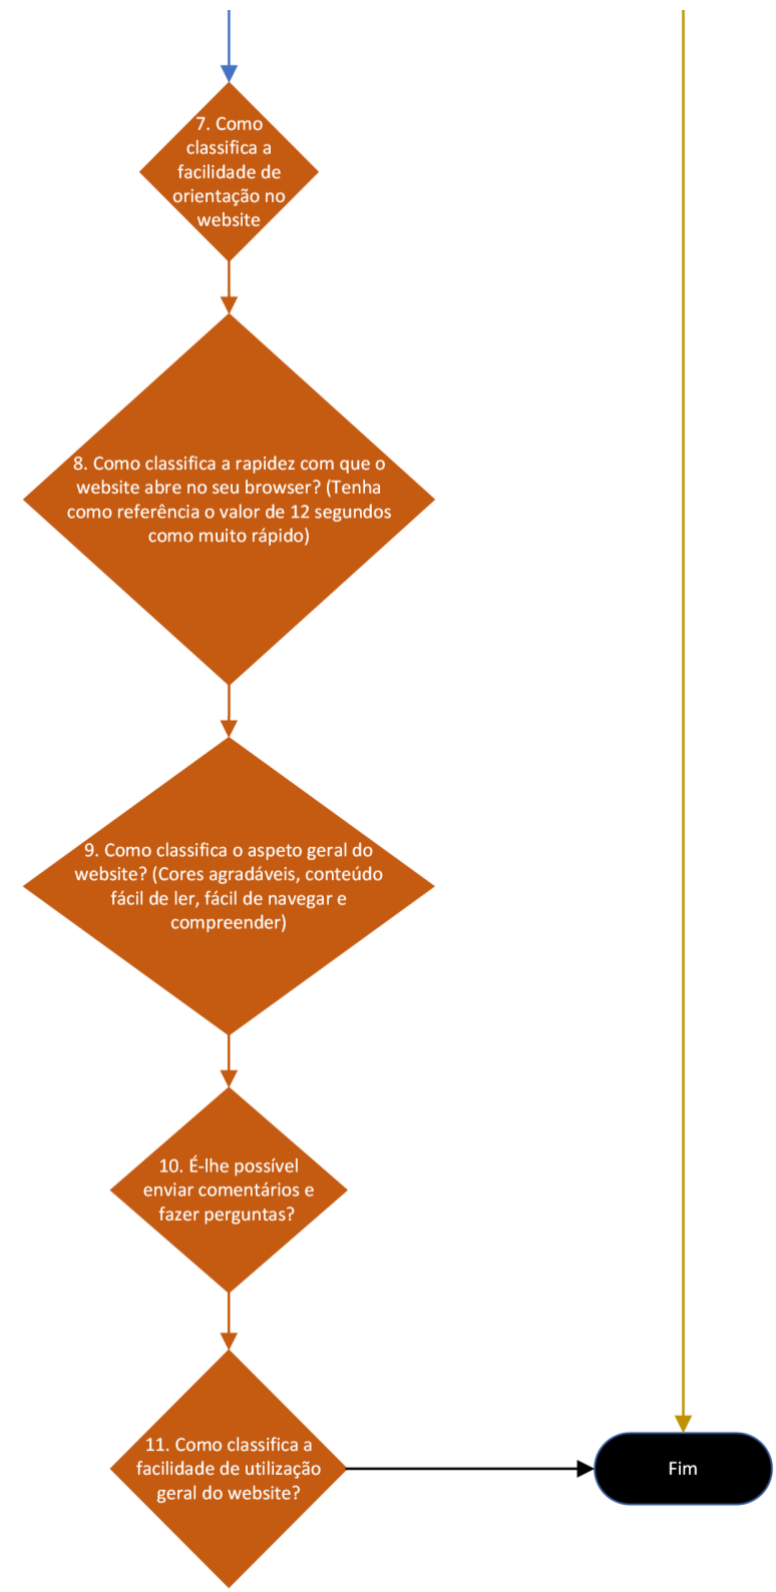 7. Como
classifica a
facilidade de
orientação no
website
8. Como classifica a rapidez com que o
website abre no seu browser? (Tenha
como referência o valor de 12 segundos
como muito rápido)
9. Como classifica o aspeto geral do
website? (Cores agradáveis, conteúdo
fácil de ler, fácil de navegar e
compreender)
10. É-lhe possível
enviar comentários e
fazer perguntas?
11. Como classifica a
facilidade de utilização
geral do website?
Fim